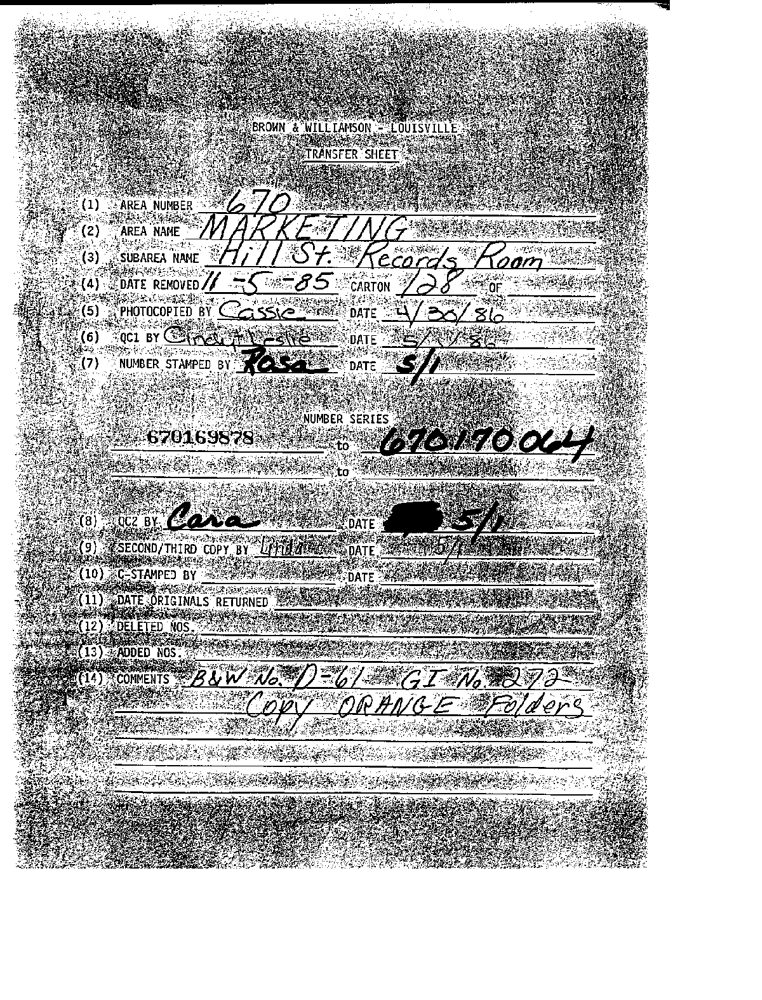 BROWN & WILLIAMSON - LOUISVILLE
TRANSFER SHEET
(1) AREA NUMBER 670
(2) AREA NAME MARKETING
(3) SUBAREA NAME Hill St. Records Room
(4) DATE REMOVED 11-5-85 CARTON 128 OF
(5) PHOTOCOPIED BY Cassie DATE 4/30/86
(6) QC1 BY Cindy Leslie DATE 5/1/86
(7) NUMBER STAMPED BY Rosa DATE 5/1
NUMBER SERIES
670169878 to 670170064
to
(8) QC2 BY Cara DATE 5/1
(9) SECOND/THIRD COPY BY Linda DATE 5/1
(10) C-STAMPED BY DATE
(11) DATE ORIGINALS RETURNED
(12) DELETED NOS.
(13) ADDED NOS.
(14) COMMENTS B&W No. D-61 GI No. 272
Copy ORANGE Folders